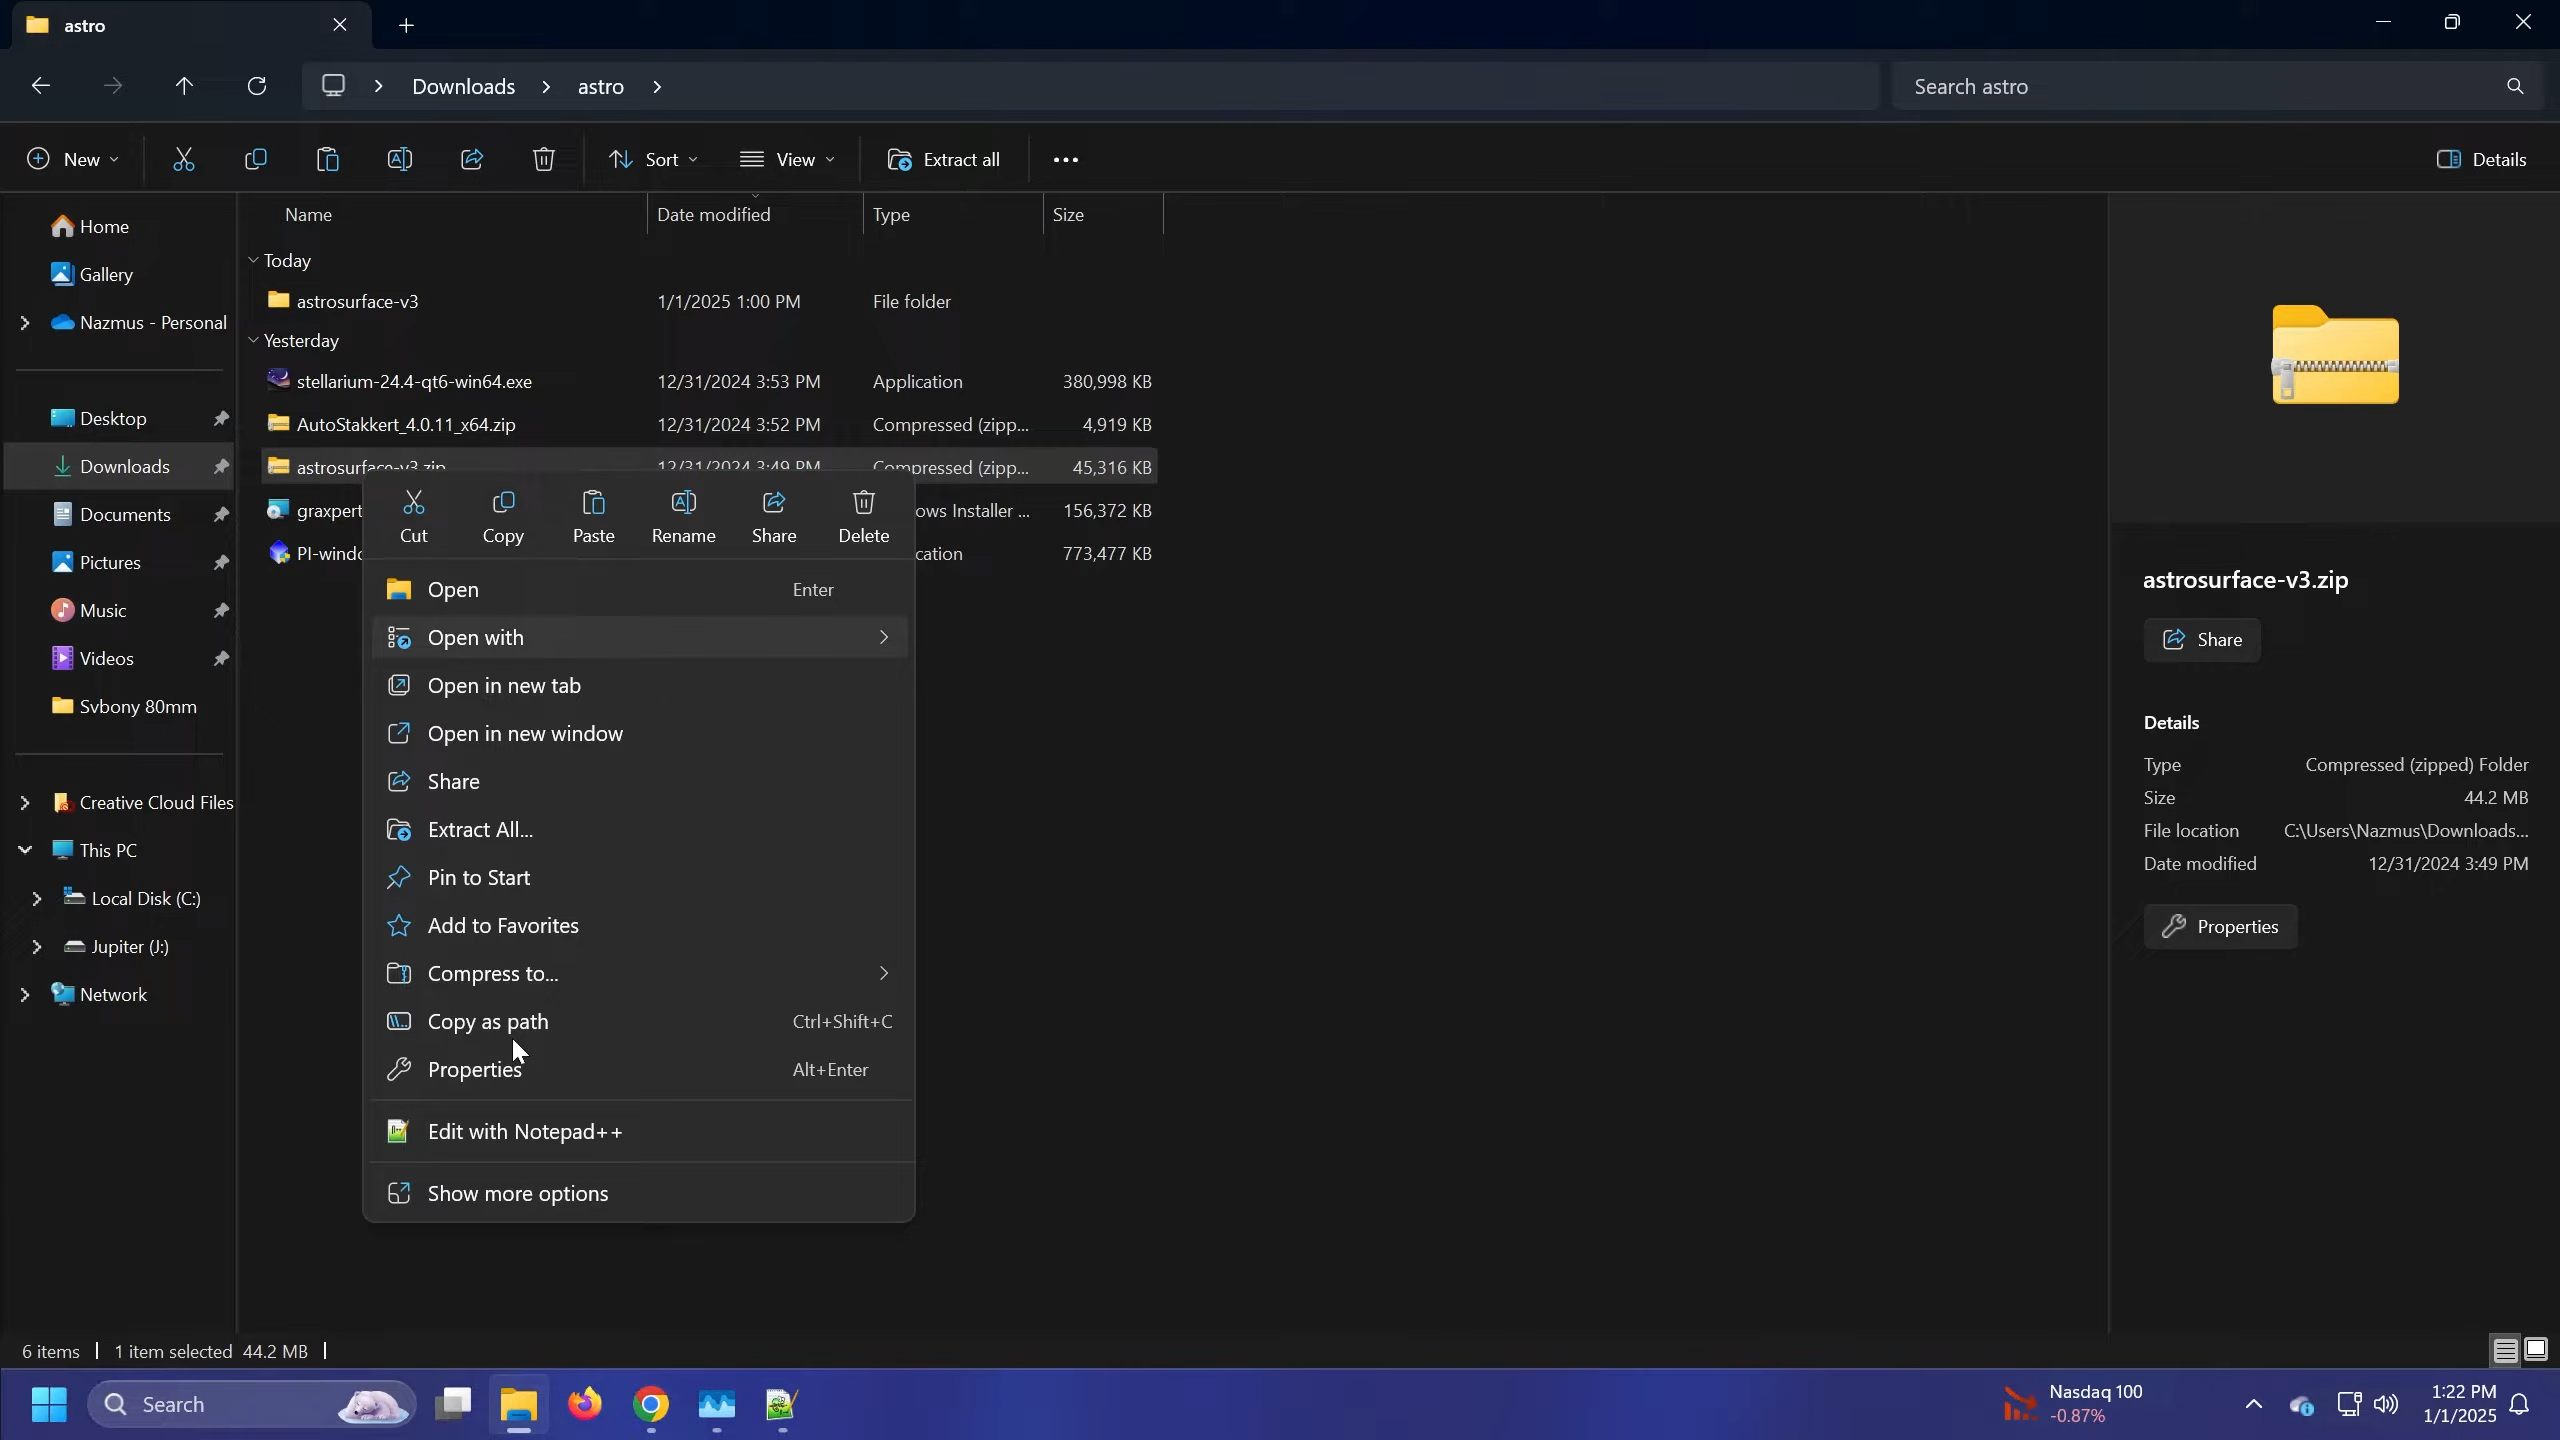 astro
Downloads > astro >
Search astro
New
Sort
View
Extract all
Details
Name
Date modified
Type
Size
Home
Gallery
Nazmus - Personal
Desktop
Downloads
Documents
Pictures
Music
Videos
Svbony 80mm
Creative Cloud Files
This PC
Local Disk (C:)
Jupiter (J:)
Network
Today
astrosurface-v3 1/1/2025 1:00 PM File folder
Yesterday
stellarium-24.4-qt6-win64.exe 12/31/2024 3:53 PM Application 380,998 KB
AutoStakkert_4.0.11_x64.zip 12/31/2024 3:52 PM Compressed (zipp... 4,919 KB
astrosurface-v3.zip 12/31/2024 3:49 PM Compressed (zipp... 45,316 KB
graxpert ows Installer ... 156,372 KB
PI-windo cation 773,477 KB
Cut
Copy
Paste
Rename
Share
Delete
Open Enter
Open with
Open in new tab
Open in new window
Share
Extract All...
Pin to Start
Add to Favorites
Compress to...
Copy as path Ctrl+Shift+C
Properties Alt+Enter
Edit with Notepad++
Show more options
astrosurface-v3.zip
Share
Details
Type Compressed (zipped) Folder
Size 44.2 MB
File location C:\Users\Nazmus\Downloads...
Date modified 12/31/2024 3:49 PM
Properties
6 items 1 item selected 44.2 MB
Search
Nasdaq 100
-0.87%
1:22 PM
1/1/2025